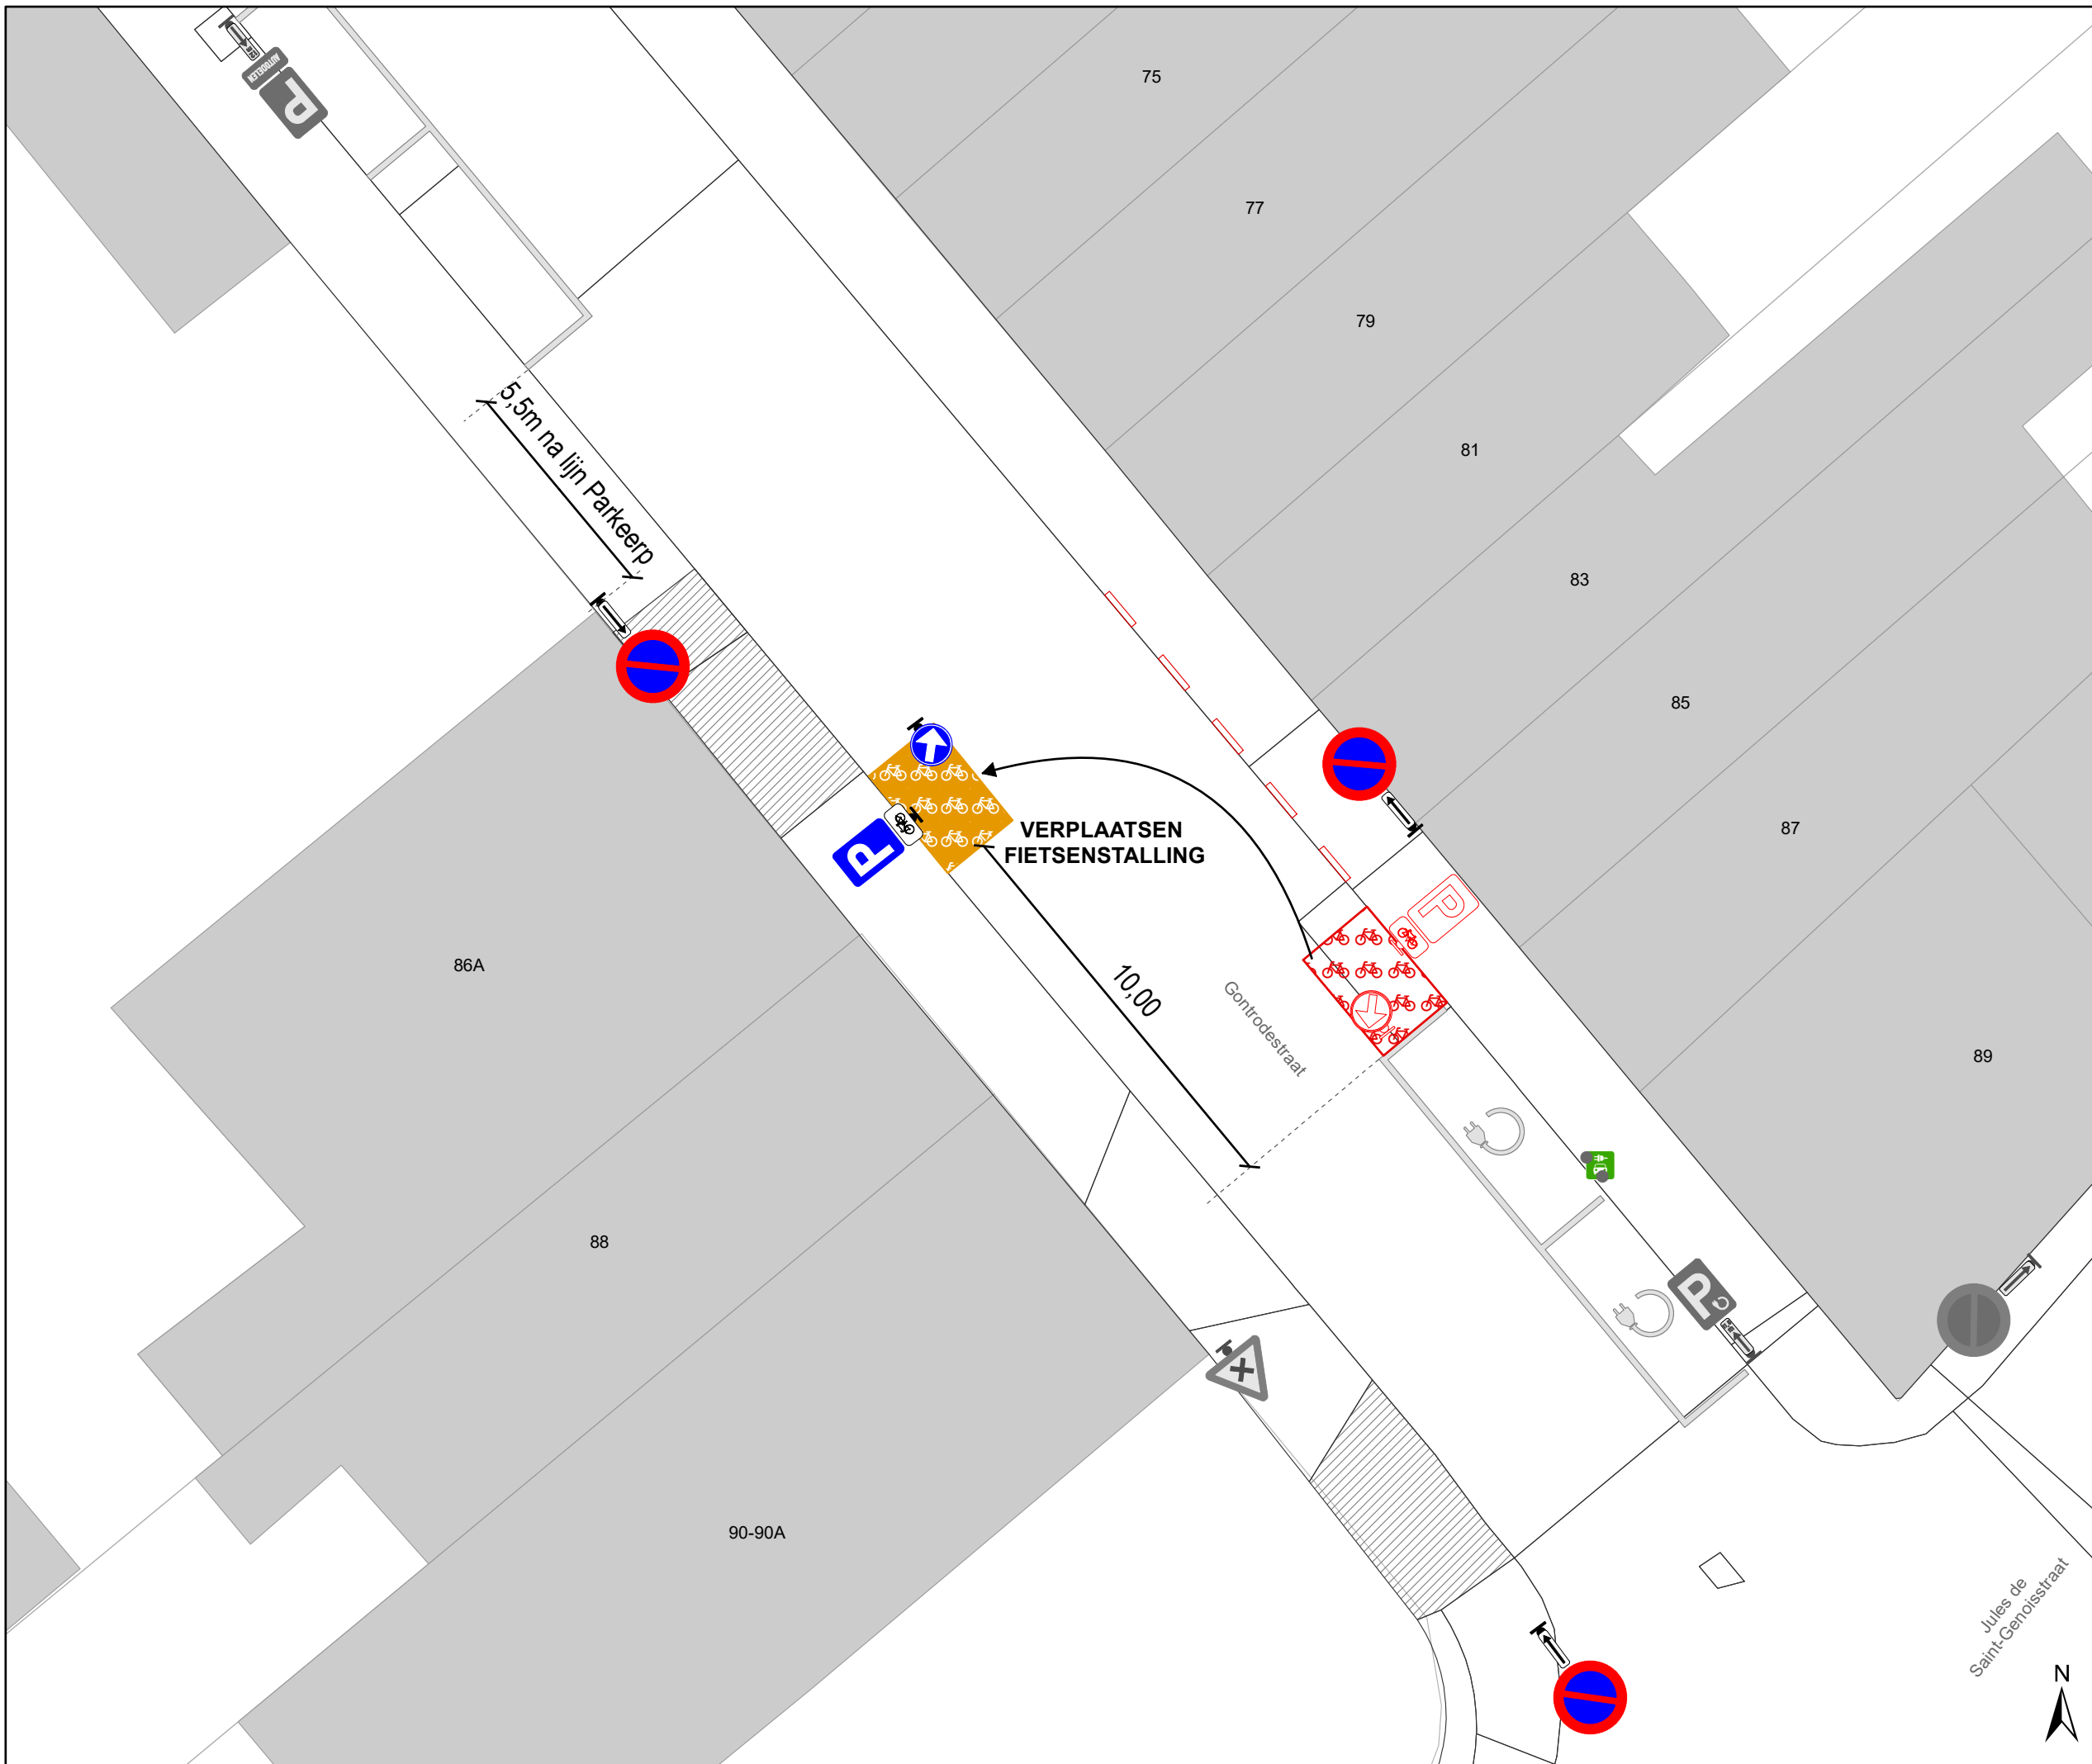 AUTODELEN
P
75
77
79
5,5m na lijn Parkeerp
81
83
85
87
VERPLAATSEN
FIETSENSTALLING
P
P
86A
10,00
Gontrodestraat
89
88
P
90-90A
Jules de
Saint-Genoisstraat
N